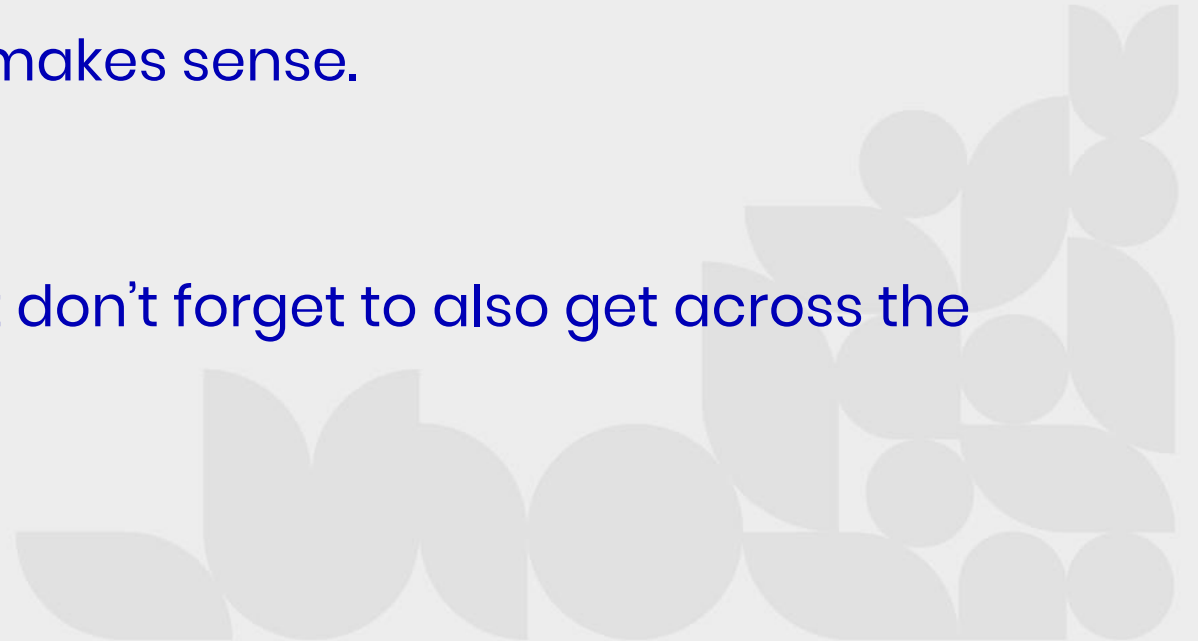 makes sense.
don't forget to also get across the